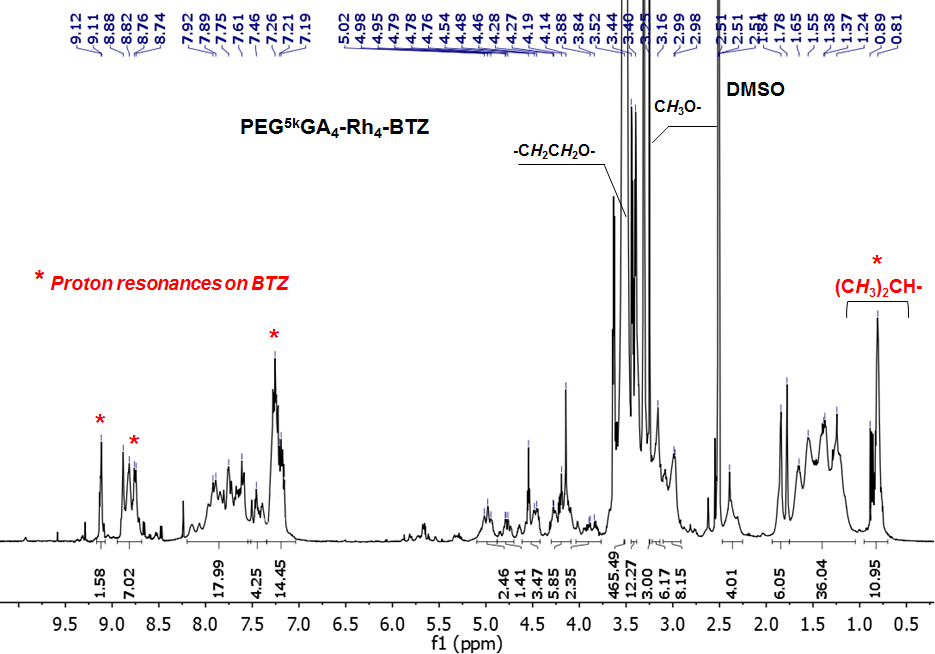 9.12 9.11 8.88 8.82 8.76 8.74 7.92 7.89 7.75 7.61 7.46 7.26 7.21 7.19 5.02 4.98 4.95 4.79 4.78 4.76 4.54 4.48 4.46 4.28 4.27 4.19 4.14 3.88 3.84 3.52 3.44 3.40 3.25 3.16 2.99 2.98 2.51 2.51 2.51 1.84 1.78 1.65 1.55 1.38 1.37 1.24 0.89 0.81
DMSO
CH₃O-
PEG⁵ᵏGA₄-Rh₄-BTZ
-CH₂CH₂O-
* Proton resonances on BTZ
*
(CH₃)₂CH-
*
*
*
1.58 7.02 17.99 4.25 14.45 2.46 1.41 3.47 5.85 2.35 465.49 12.27 3.00 6.17 8.15 4.01 6.05 36.04 10.95
9.5 9.0 8.5 8.0 7.5 7.0 6.5 6.0 5.5 5.0 4.5 4.0 3.5 3.0 2.5 2.0 1.5 1.0 0.5
f1 (ppm)